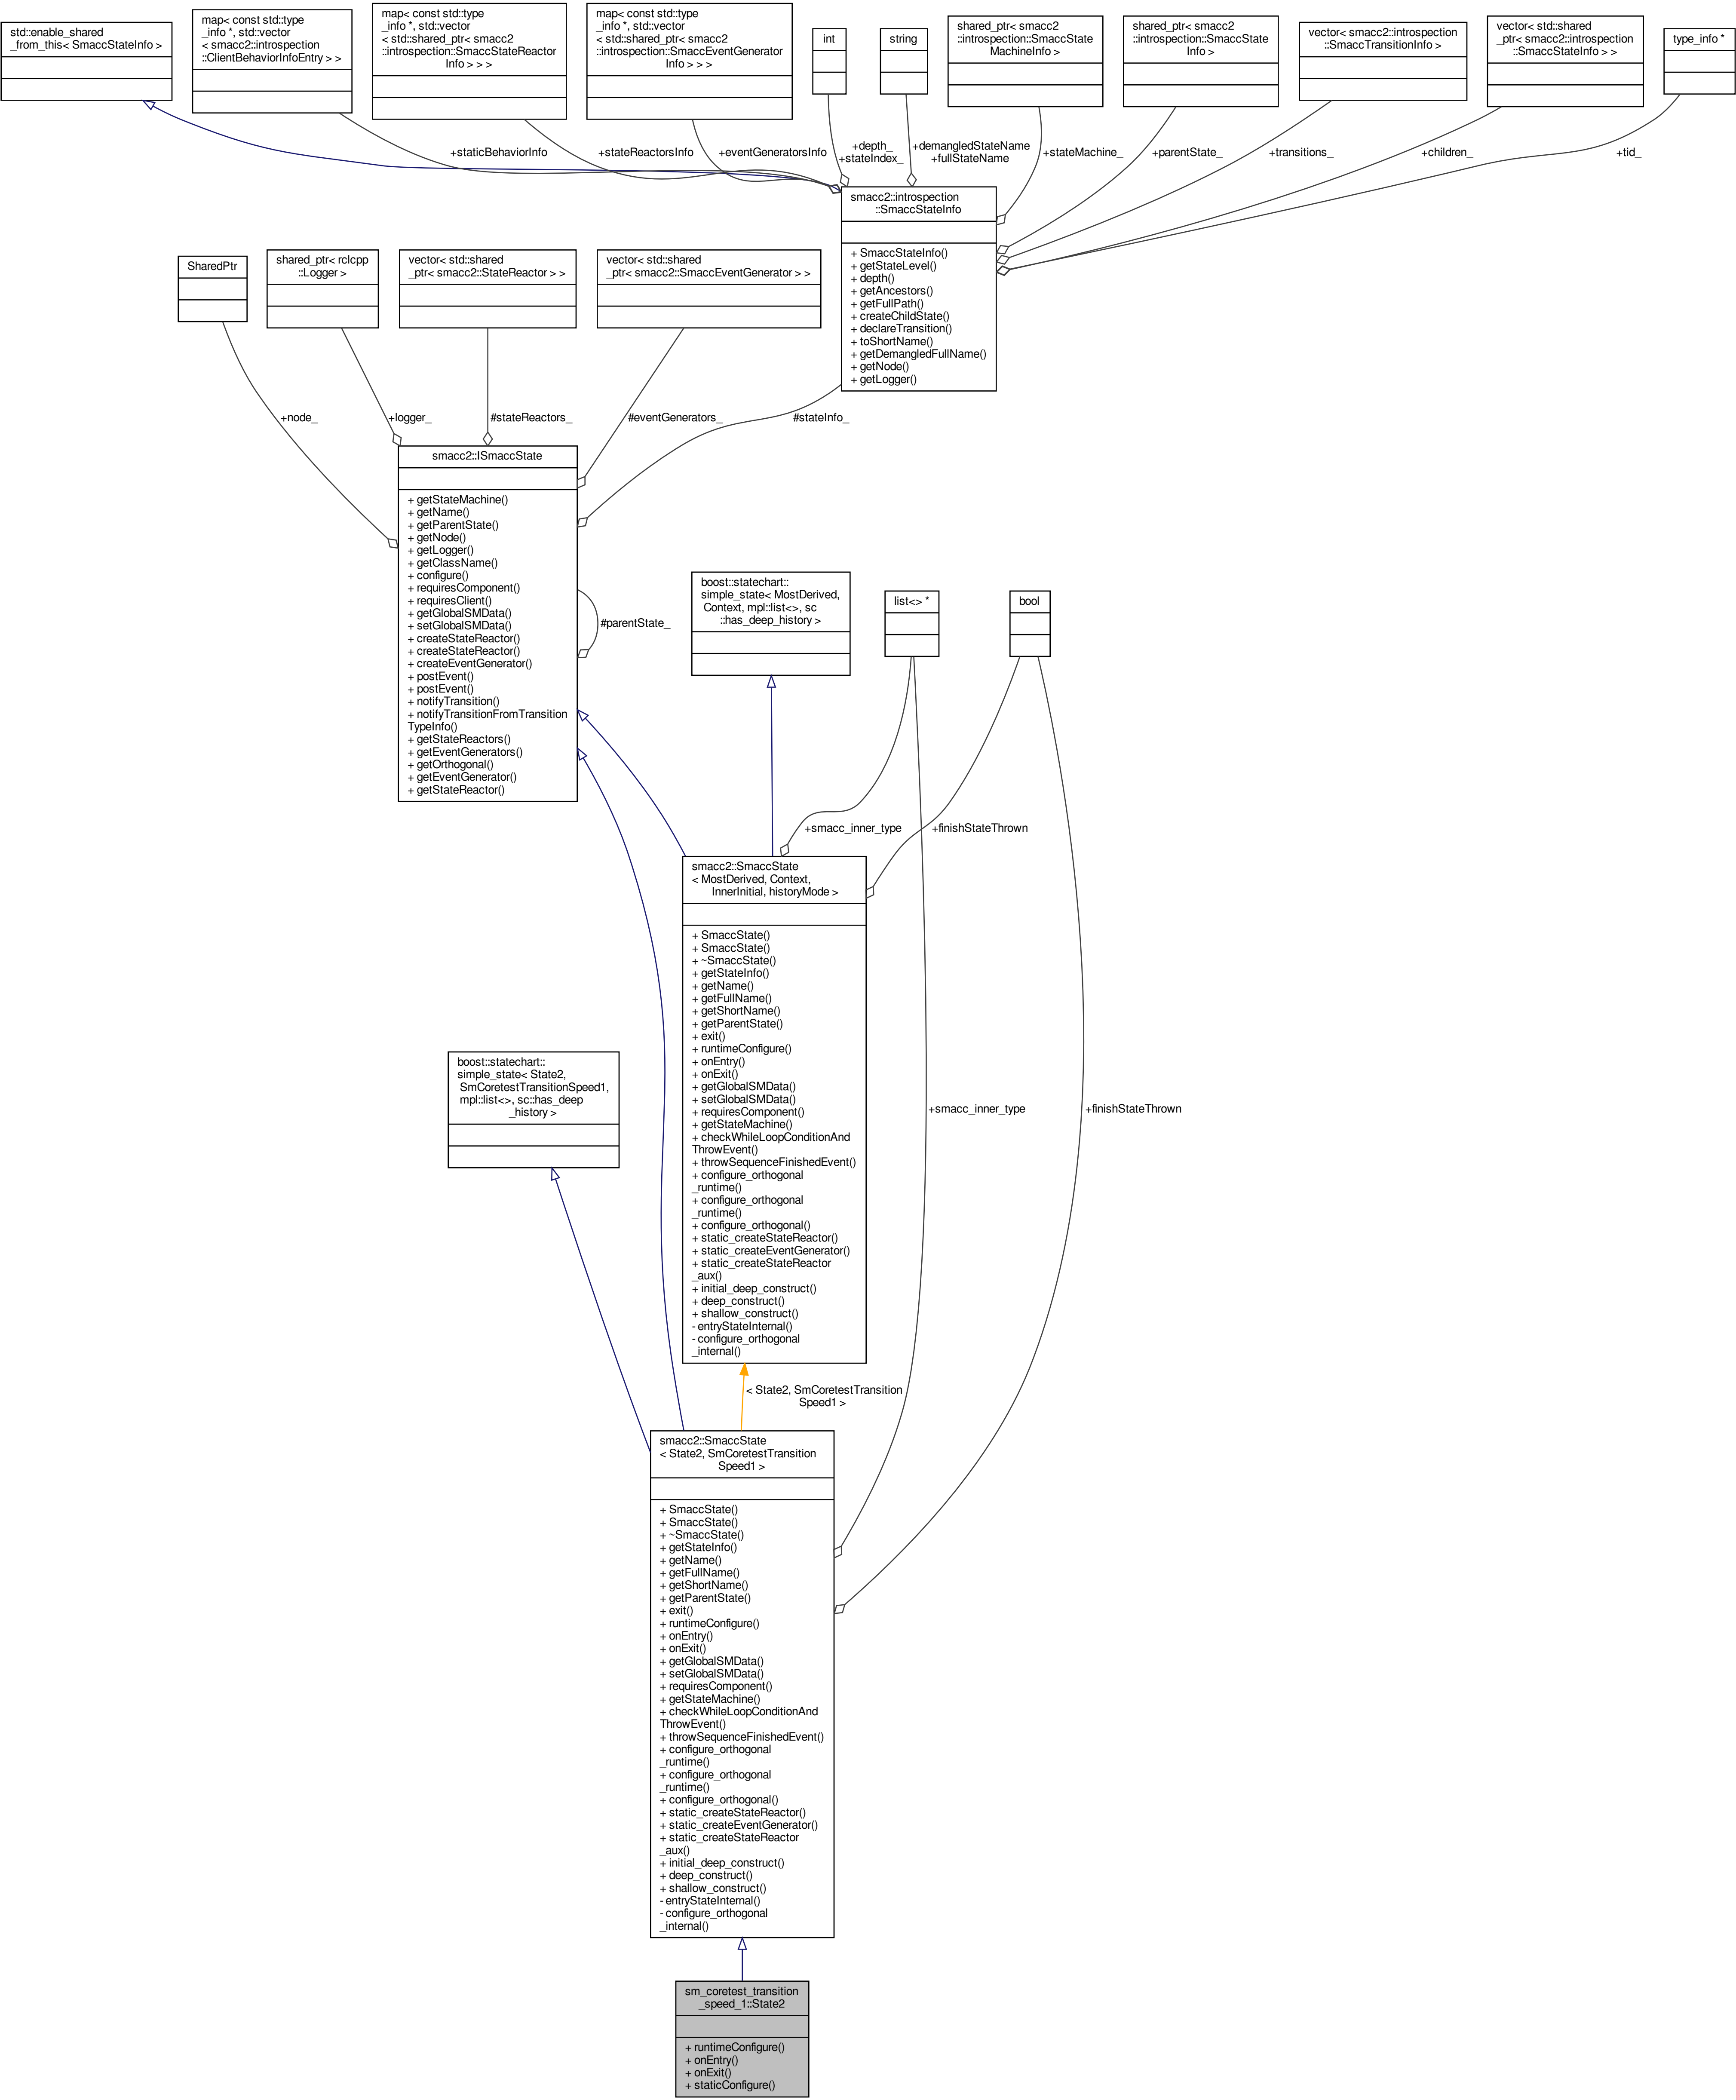 std::enable_shared
_from_this< SmaccStateInfo >
map< const std::type
_info *, std::vector
< smacc2::introspection
::ClientBehaviorInfoEntry > >
map< const std::type
_info *, std::vector
< std::shared_ptr< smacc2
::introspection::SmaccStateReactor
Info > > >
map< const std::type
_info *, std::vector
< std::shared_ptr< smacc2
::introspection::SmaccEventGenerator
Info > > >
int
string
shared_ptr< smacc2
::introspection::SmaccState
MachineInfo >
shared_ptr< smacc2
::introspection::SmaccState
Info >
vector< smacc2::introspection
::SmaccTransitionInfo >
vector< std::shared
_ptr< smacc2::introspection
::SmaccStateInfo > >
type_info *
+staticBehaviorInfo
+stateReactorsInfo
+eventGeneratorsInfo
+depth_
+stateIndex_
+demangledStateName
+fullStateName
+stateMachine_
+parentState_
+transitions_
+children_
+tid_
smacc2::introspection
::SmaccStateInfo
+ SmaccStateInfo()
+ getStateLevel()
+ depth()
+ getAncestors()
+ getFullPath()
+ createChildState()
+ declareTransition()
+ toShortName()
+ getDemangledFullName()
+ getNode()
+ getLogger()
SharedPtr
shared_ptr< rclcpp
::Logger >
vector< std::shared
_ptr< smacc2::StateReactor > >
vector< std::shared
_ptr< smacc2::SmaccEventGenerator > >
+node_
+logger_
#stateReactors_
#eventGenerators_
#stateInfo_
smacc2::ISmaccState
+ getStateMachine()
+ getName()
+ getParentState()
+ getNode()
+ getLogger()
+ getClassName()
+ configure()
+ requiresComponent()
+ requiresClient()
+ getGlobalSMData()
+ setGlobalSMData()
+ createStateReactor()
+ createStateReactor()
+ createEventGenerator()
+ postEvent()
+ postEvent()
+ notifyTransition()
+ notifyTransitionFromTransition
TypeInfo()
+ getStateReactors()
+ getEventGenerators()
+ getOrthogonal()
+ getEventGenerator()
+ getStateReactor()
#parentState_
boost::statechart::
simple_state< MostDerived,
Context, mpl::list<>, sc
::has_deep_history >
list<> *
bool
+smacc_inner_type
+finishStateThrown
smacc2::SmaccState
< MostDerived, Context,
InnerInitial, historyMode >
+ SmaccState()
+ SmaccState()
+ ~SmaccState()
+ getStateInfo()
+ getName()
+ getFullName()
+ getShortName()
+ getParentState()
+ exit()
+ runtimeConfigure()
+ onEntry()
+ onExit()
+ getGlobalSMData()
+ setGlobalSMData()
+ requiresComponent()
+ getStateMachine()
+ checkWhileLoopConditionAnd
ThrowEvent()
+ throwSequenceFinishedEvent()
+ configure_orthogonal
_runtime()
+ configure_orthogonal
_runtime()
+ configure_orthogonal()
+ static_createStateReactor()
+ static_createEventGenerator()
+ static_createStateReactor
_aux()
+ initial_deep_construct()
+ deep_construct()
+ shallow_construct()
- entryStateInternal()
- configure_orthogonal
_internal()
+smacc_inner_type
+finishStateThrown
boost::statechart::
simple_state< State2,
SmCoretestTransitionSpeed1,
mpl::list<>, sc::has_deep
_history >
< State2, SmCoretestTransition
Speed1 >
smacc2::SmaccState
< State2, SmCoretestTransition
Speed1 >
+ SmaccState()
+ SmaccState()
+ ~SmaccState()
+ getStateInfo()
+ getName()
+ getFullName()
+ getShortName()
+ getParentState()
+ exit()
+ runtimeConfigure()
+ onEntry()
+ onExit()
+ getGlobalSMData()
+ setGlobalSMData()
+ requiresComponent()
+ getStateMachine()
+ checkWhileLoopConditionAnd
ThrowEvent()
+ throwSequenceFinishedEvent()
+ configure_orthogonal
_runtime()
+ configure_orthogonal
_runtime()
+ configure_orthogonal()
+ static_createStateReactor()
+ static_createEventGenerator()
+ static_createStateReactor
_aux()
+ initial_deep_construct()
+ deep_construct()
+ shallow_construct()
- entryStateInternal()
- configure_orthogonal
_internal()
sm_coretest_transition
_speed_1::State2
+ runtimeConfigure()
+ onEntry()
+ onExit()
+ staticConfigure()